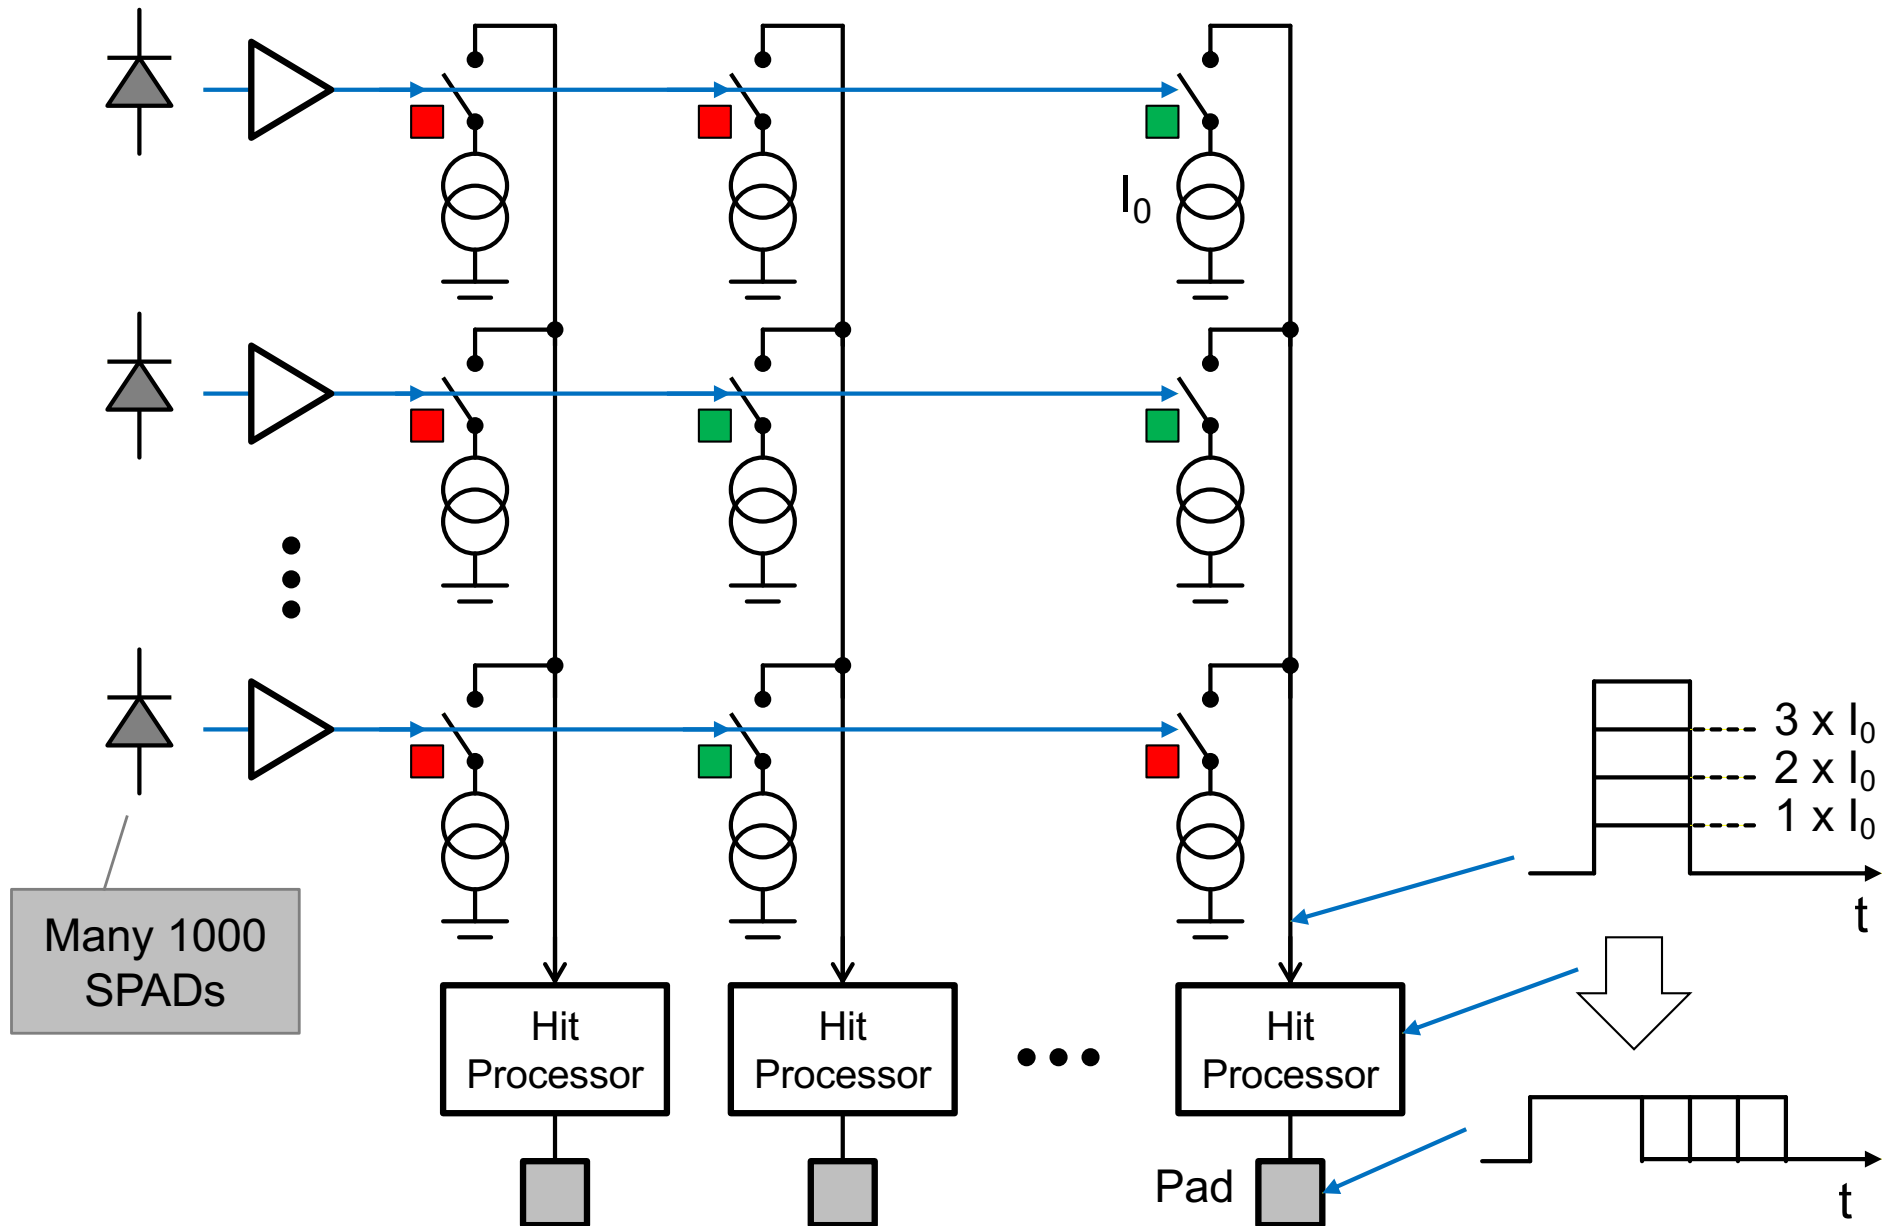 I₀
3 x I₀
2 x I₀
1 x I₀
t
Many 1000
SPADs
Hit
Processor
Hit
Processor
Hit
Processor
Pad
t